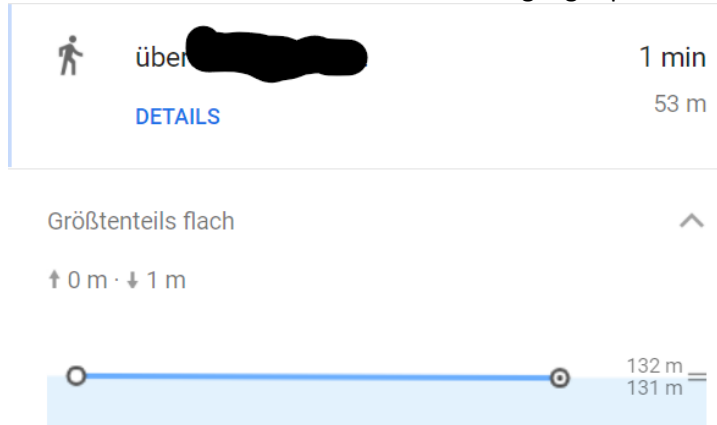 über
1 min
DETAILS
53 m
Größtenteils flach
0 m · 1 m
132 m
131 m